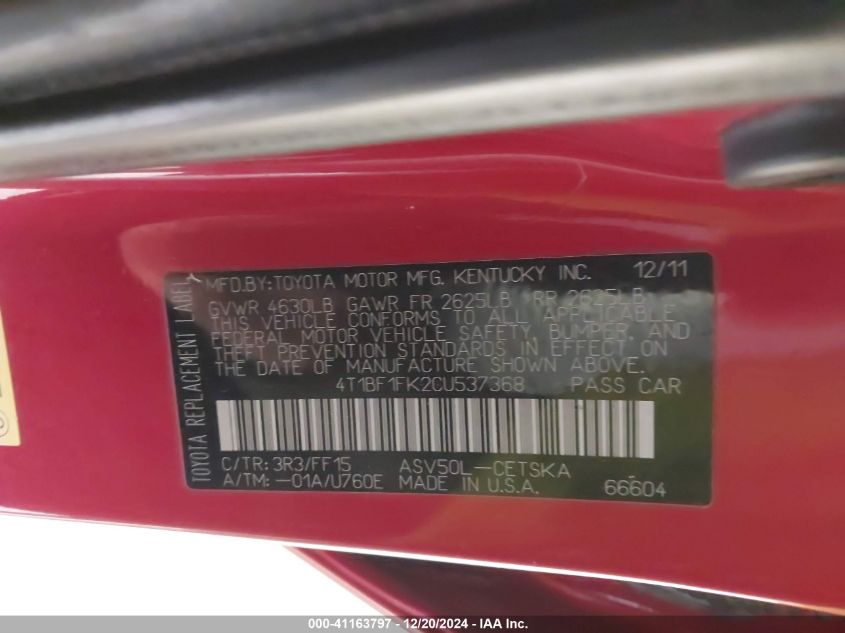 TOYOTA REPLACEMENT LABEL
MFD.BY:TOYOTA MOTOR MFG. KENTUCKY INC. 12/11
GVWR 4630LB GAWR FR 2625LB RR 2625LB
THIS VEHICLE CONFORMS TO ALL APPLICABLE
FEDERAL MOTOR VEHICLE SAFETY, BUMPER, AND
THEFT PREVENTION STANDARDS IN EFFECT ON
THE DATE OF MANUFACTURE SHOWN ABOVE.
4T1BF1FK2CU537368 PASS CAR
C/TR: 3R3/FF15 ASV50L-CETSKA
A/TM: -01A/U760E MADE IN U.S.A. 66604
000-41163797 - 12/20/2024 - IAA Inc.